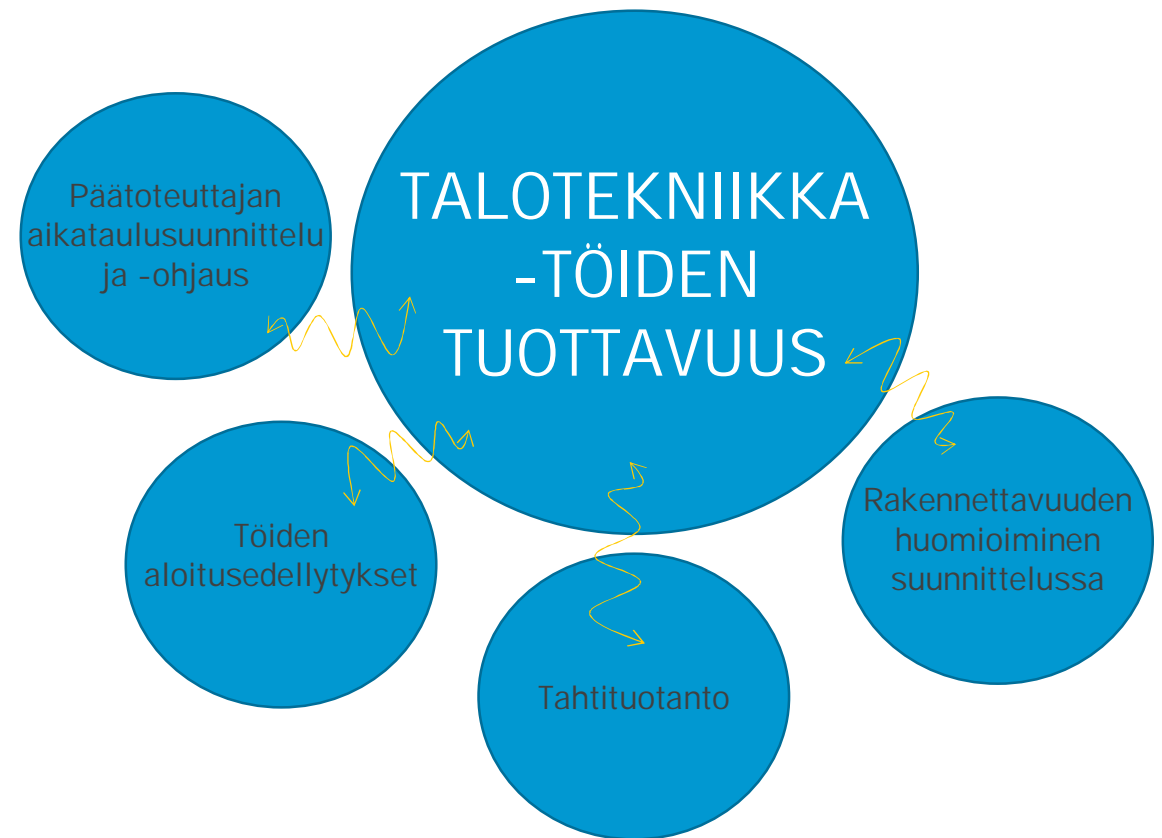 TALOTEKNIIKKA
-TÖIDEN
TUOTTAVUUS
Päätoteuttajan
aikataulusuunnittelu
ja -ohjaus
Töiden
aloitusedellytykset
Tahtituotanto
Rakennettavuuden
huomioiminen
suunnittelussa